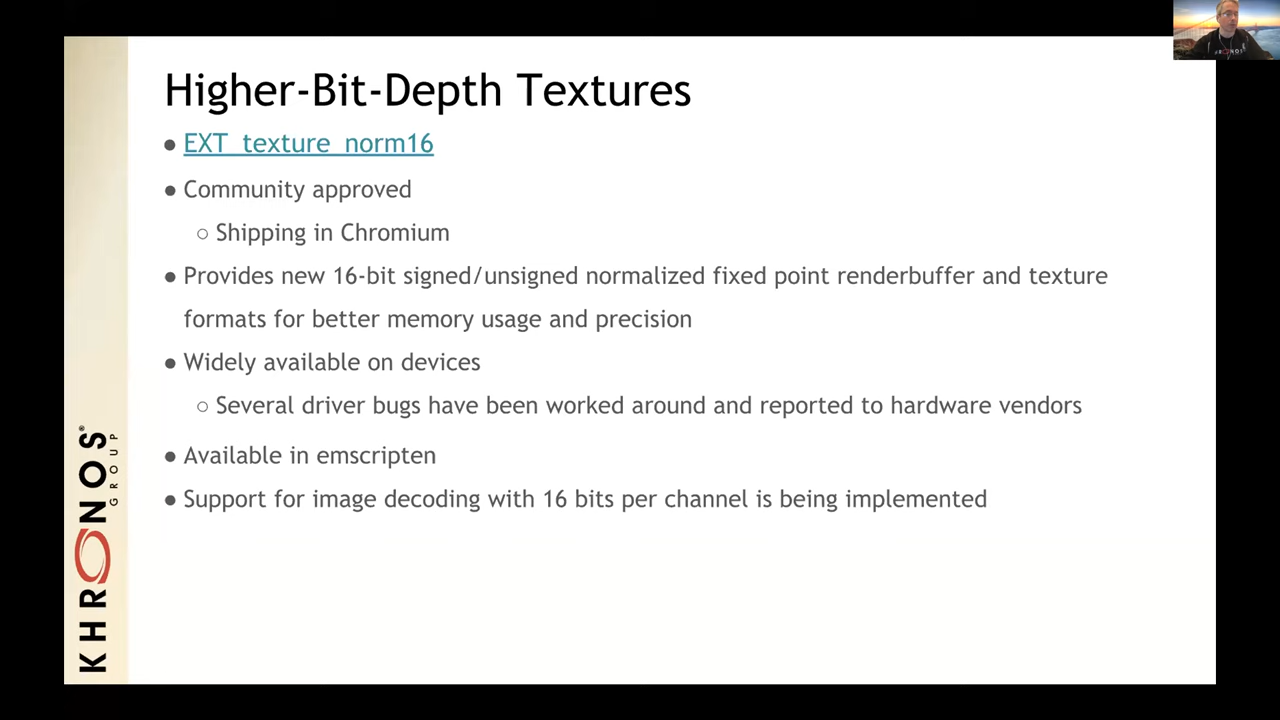 Higher-Bit-Depth Textures
● EXT_texture_norm16
● Community approved
○ Shipping in Chromium
● Provides new 16-bit signed/unsigned normalized fixed point renderbuffer and texture
formats for better memory usage and precision
● Widely available on devices
○ Several driver bugs have been worked around and reported to hardware vendors
● Available in emscripten
● Support for image decoding with 16 bits per channel is being implemented
KHRONOS®
GROUP